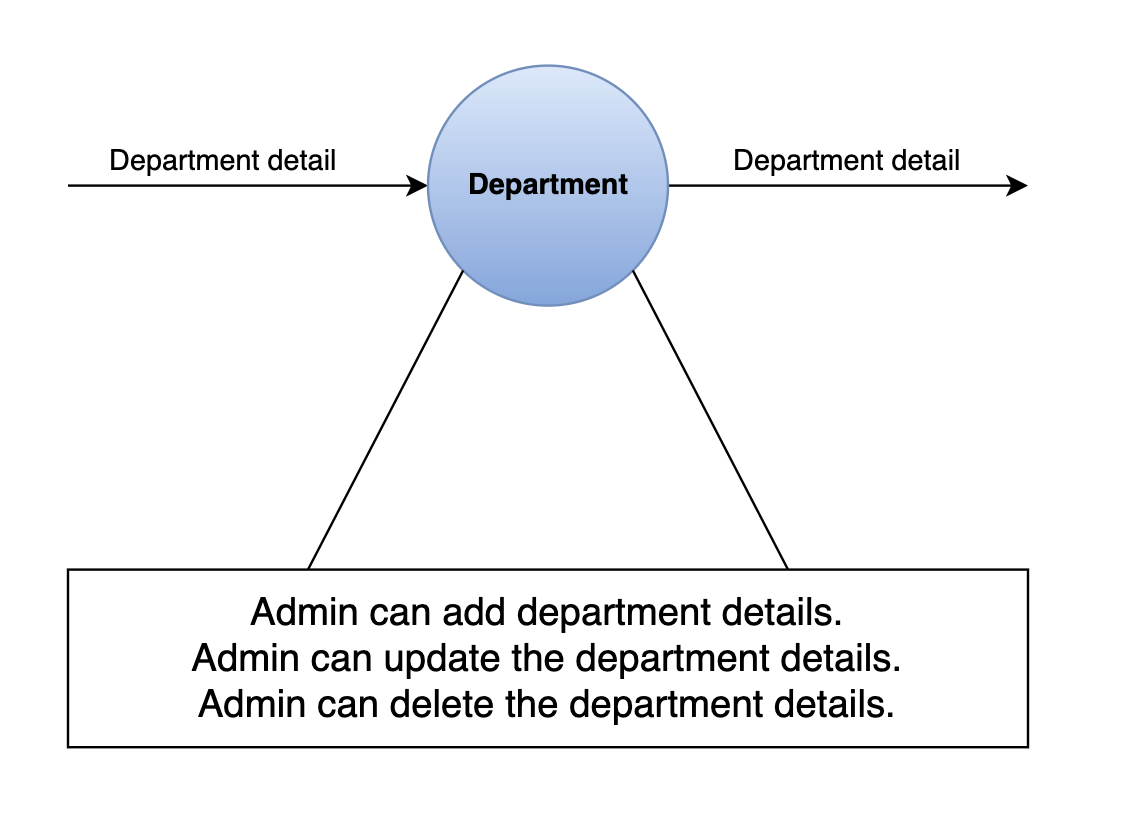 Department detail
Department
Department detail
Admin can add department details.
Admin can update the department details.
Admin can delete the department details.